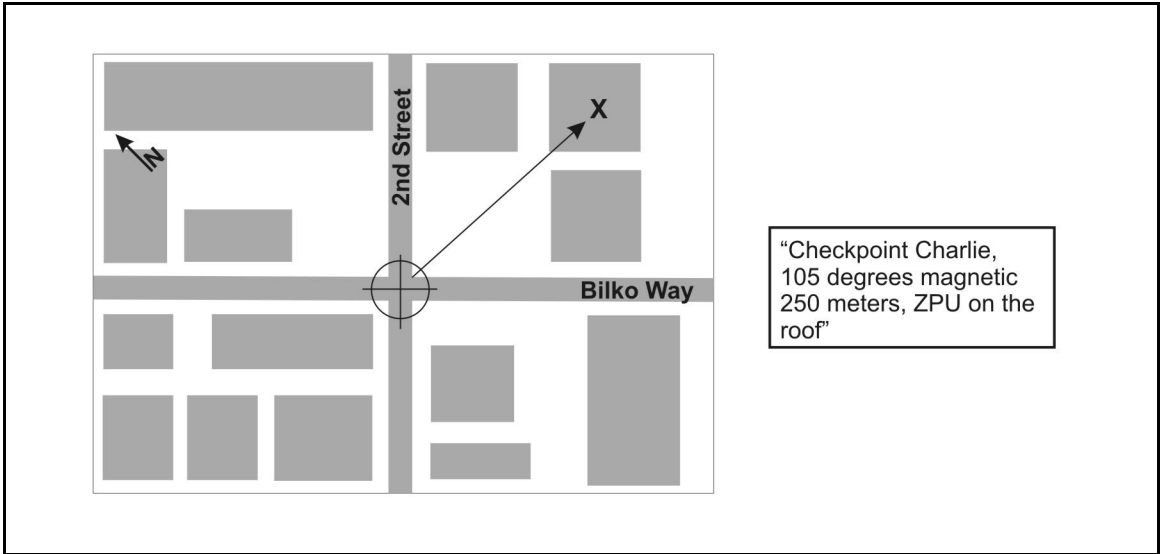 N
2nd Street
X
Bilko Way
“Checkpoint Charlie,
105 degrees magnetic
250 meters, ZPU on the
roof”